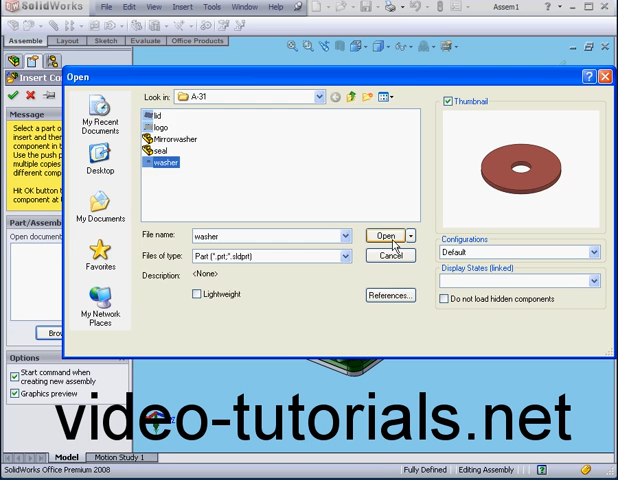 SolidWorks
File Edit View Insert Tools Window Help
Assem1
Assemble Layout Sketch Evaluate Office Products
Insert Co
Message
Select a part o
insert and then
component in t
Use the push p
multiple copies
different compo
Hit OK button t
component at t
Part/Assemb
Open document
Brow
Options
Start command when
creating new assembly
Graphics preview
Open
Look in: A-31
My Recent
Documents
Desktop
My Documents
Favorites
My Network
Places
lid
logo
Mirrorwasher
seal
washer
File name: washer Open
Files of type: Part (*.prt;*.sldprt) Cancel
Description: <None>
Lightweight References...
Thumbnail
Configurations
Default
Display States (linked)
Do not load hidden components
video-tutorials.net
Model Motion Study 1
SolidWorks Office Premium 2008 Fully Defined Editing Assembly